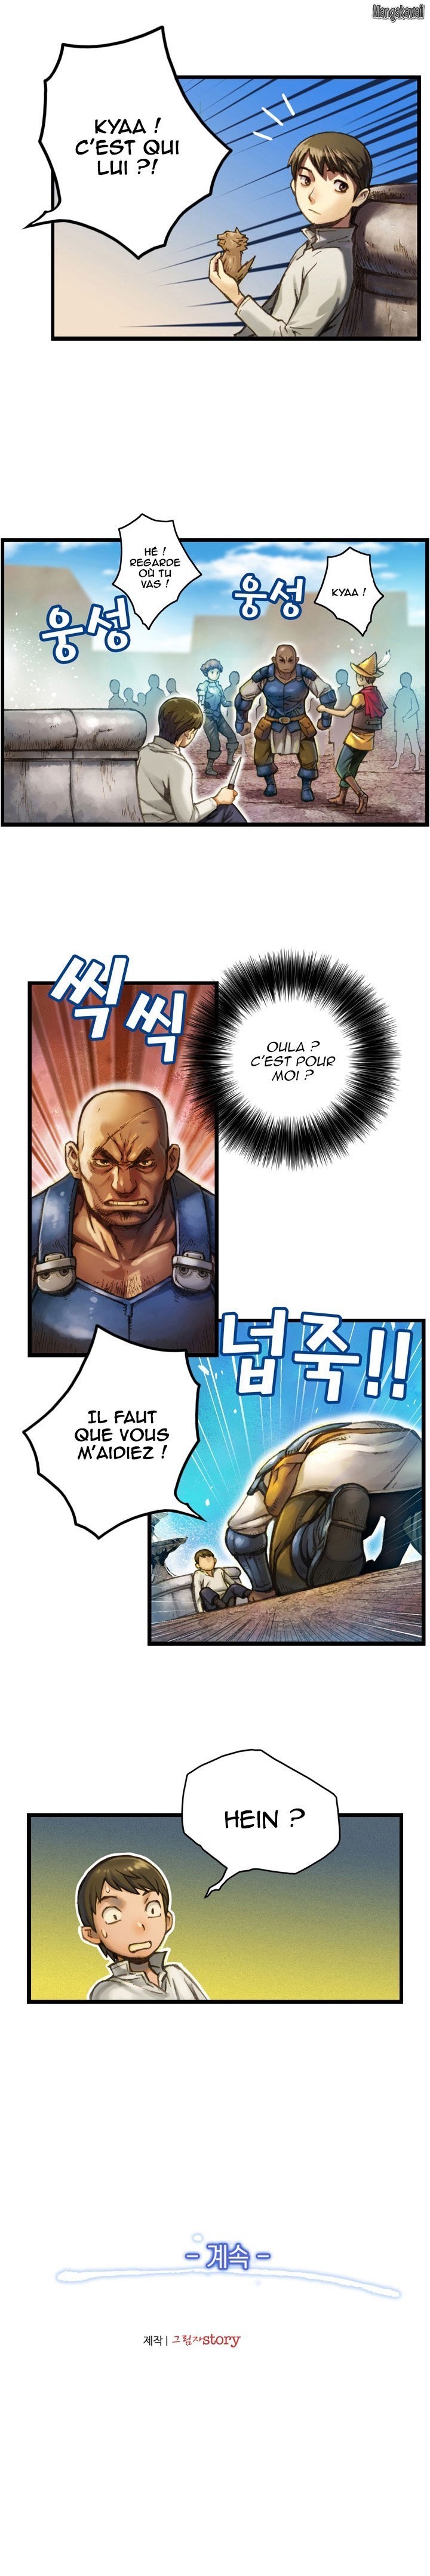 Mangakawaii
KYAA !
C'EST QUI
LUI ?!
HÉ !
REGARDE
OÙ TU
VAS !
웅성
웅성
KYAA !
씩
씩
OULA ?
C'EST POUR
MOI ?
넙죽!!
IL FAUT
QUE VOUS
M'AIDIEZ !
HEIN ?
- 계속 -
제작 | 그림자story